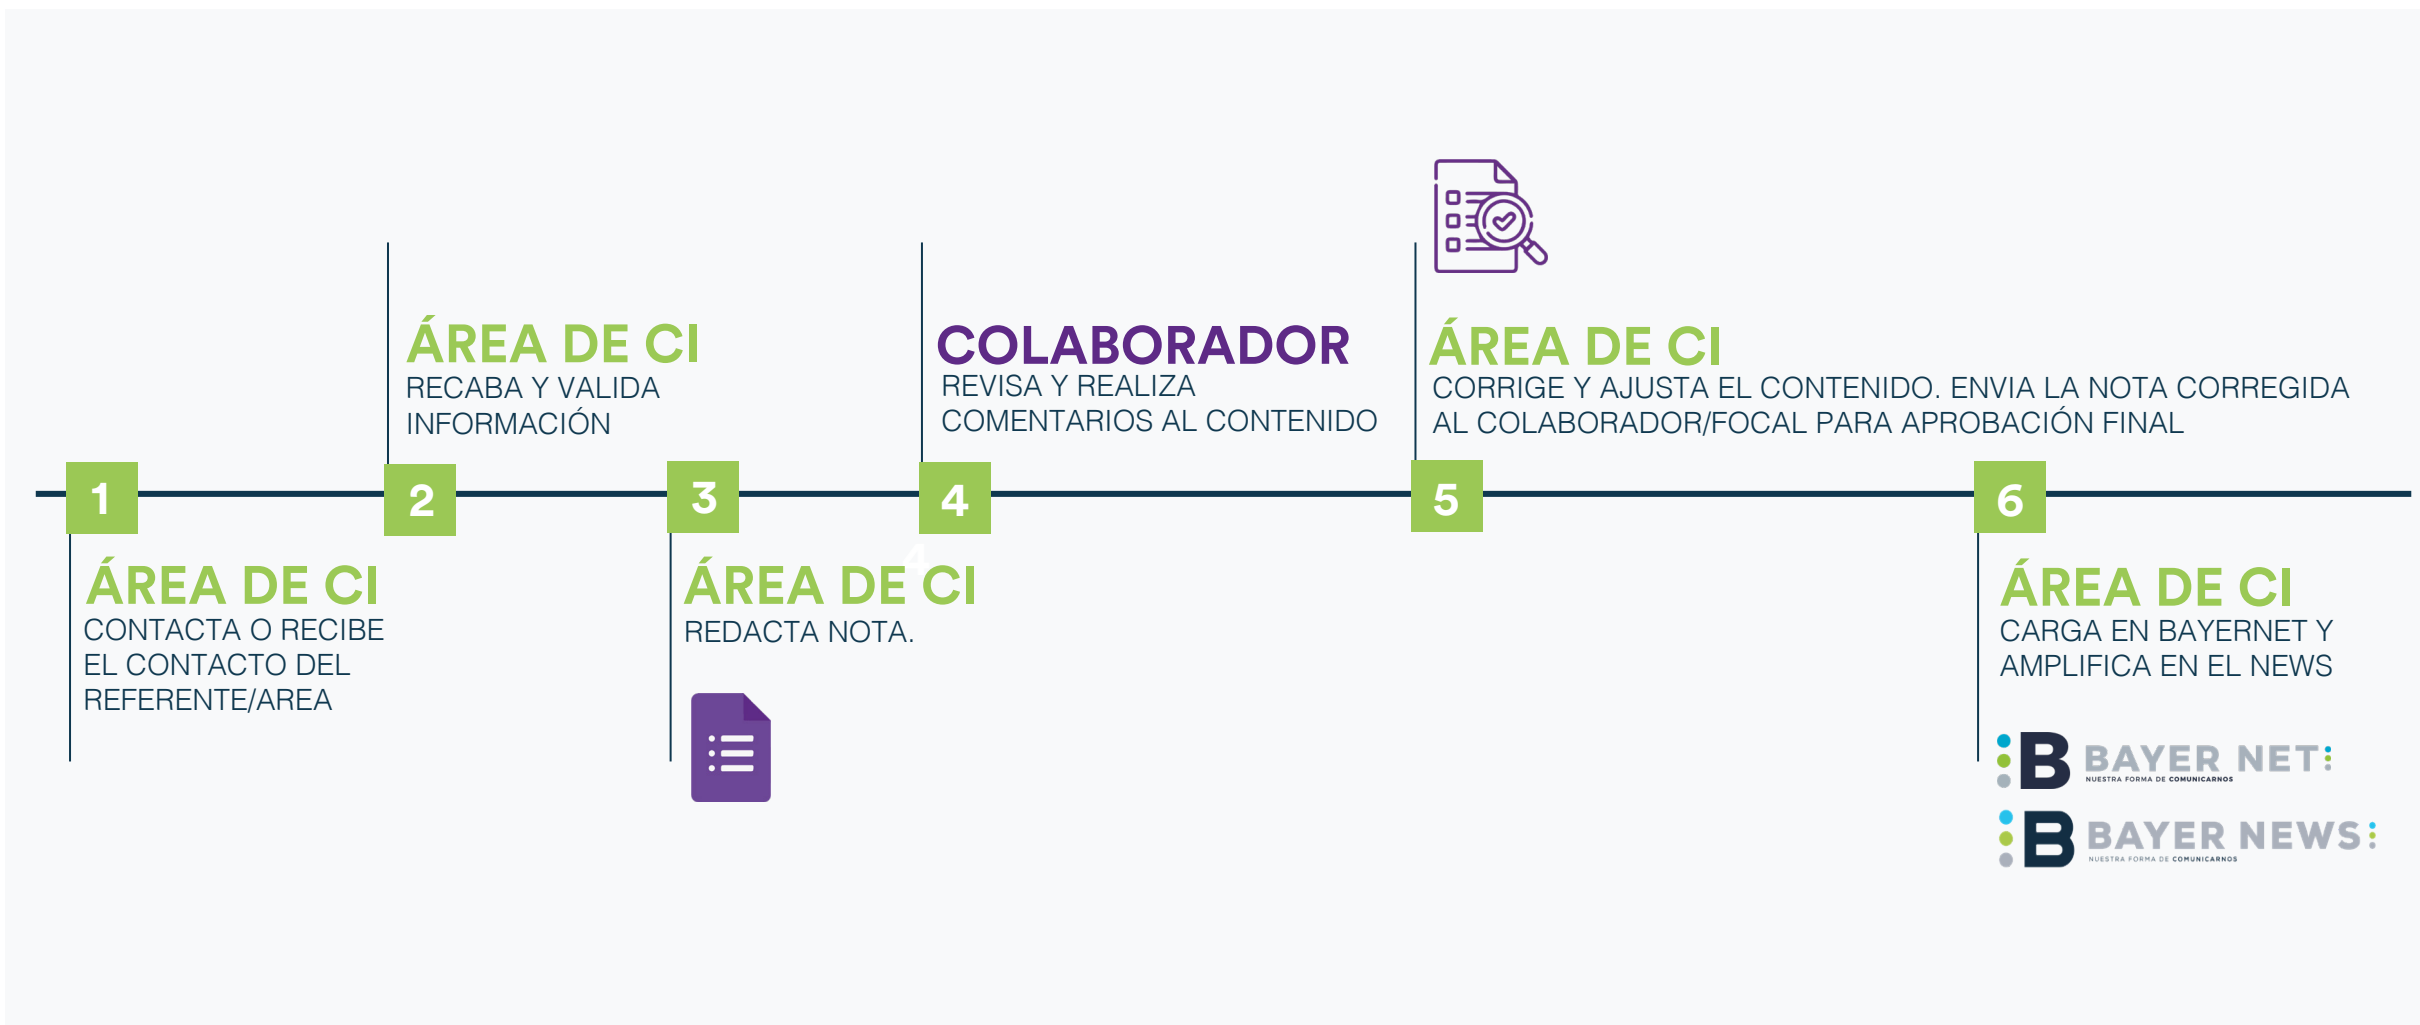 1
ÁREA DE CI
CONTACTA O RECIBE
EL CONTACTO DEL
REFERENTE/AREA
2
ÁREA DE CI
RECABA Y VALIDA
INFORMACIÓN
3
ÁREA DE CI
REDACTA NOTA.
4
4
COLABORADOR
REVISA Y REALIZA
COMENTARIOS AL CONTENIDO
5
ÁREA DE CI
CORRIGE Y AJUSTA EL CONTENIDO. ENVIA LA NOTA CORREGIDA
AL COLABORADOR/FOCAL PARA APROBACIÓN FINAL
6
ÁREA DE CI
CARGA EN BAYERNET Y
AMPLIFICA EN EL NEWS
B BAYER NET
NUESTRA FORMA DE COMUNICARNOS
B BAYER NEWS
NUESTRA FORMA DE COMUNICARNOS